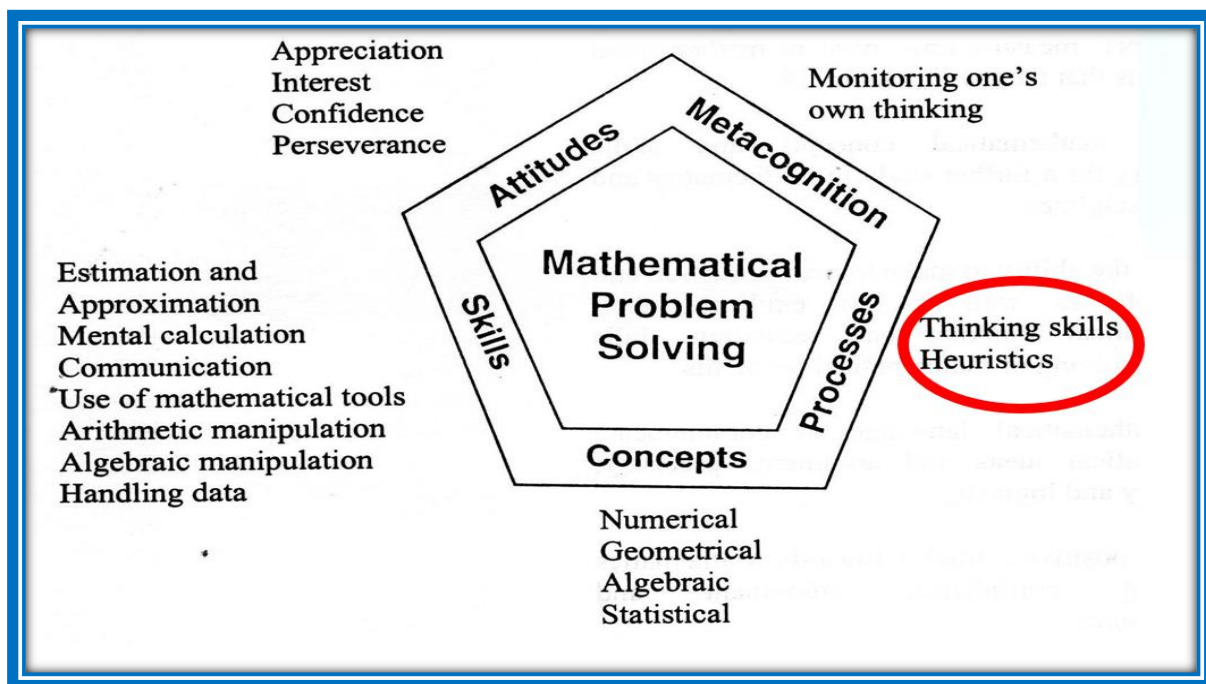 Appreciation
Interest
Confidence
Perseverance
Monitoring one's
own thinking
Attitudes
Metacognition
Mathematical
Problem
Solving
Skills
Processes
Concepts
Estimation and
Approximation
Mental calculation
Communication
Use of mathematical tools
Arithmetic manipulation
Algebraic manipulation
Handling data
Thinking skills
Heuristics
Numerical
Geometrical
Algebraic
Statistical